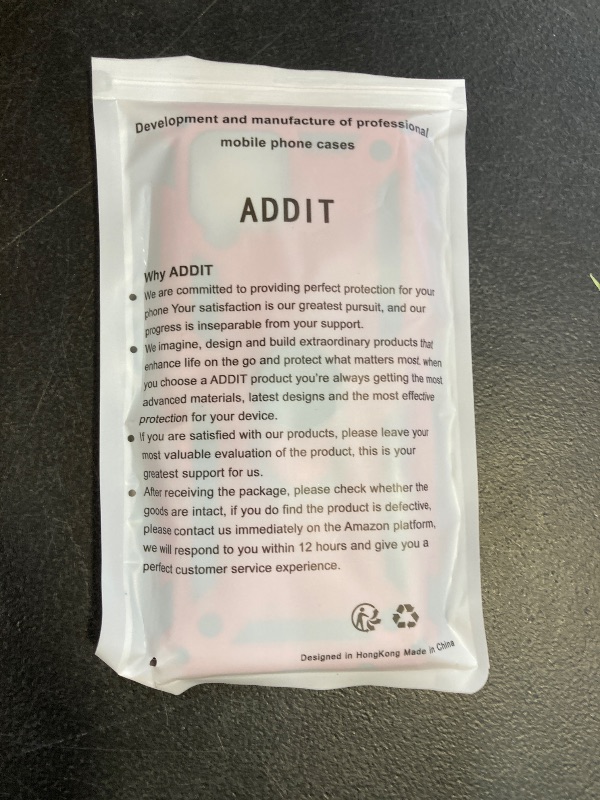 Development and manufacture of professional
mobile phone cases
ADDIT
Why ADDIT
We are committed to providing perfect protection for your
phone Your satisfaction is our greatest pursuit, and our
progress is inseparable from your support.
We imagine, design and build extraordinary products that
enhance life on the go and protect what matters most. when
you choose a ADDIT product you're always getting the most
advanced materials, latest designs and the most effective
protection for your device.
If you are satisfied with our products, please leave your
most valuable evaluation of the product, this is your
greatest support for us.
After receiving the package, please check whether the
goods are intact, if you do find the product is defective,
please contact us immediately on the Amazon platform,
we will respond to you within 12 hours and give you a
perfect customer service experience.
Designed in HongKong Made in China